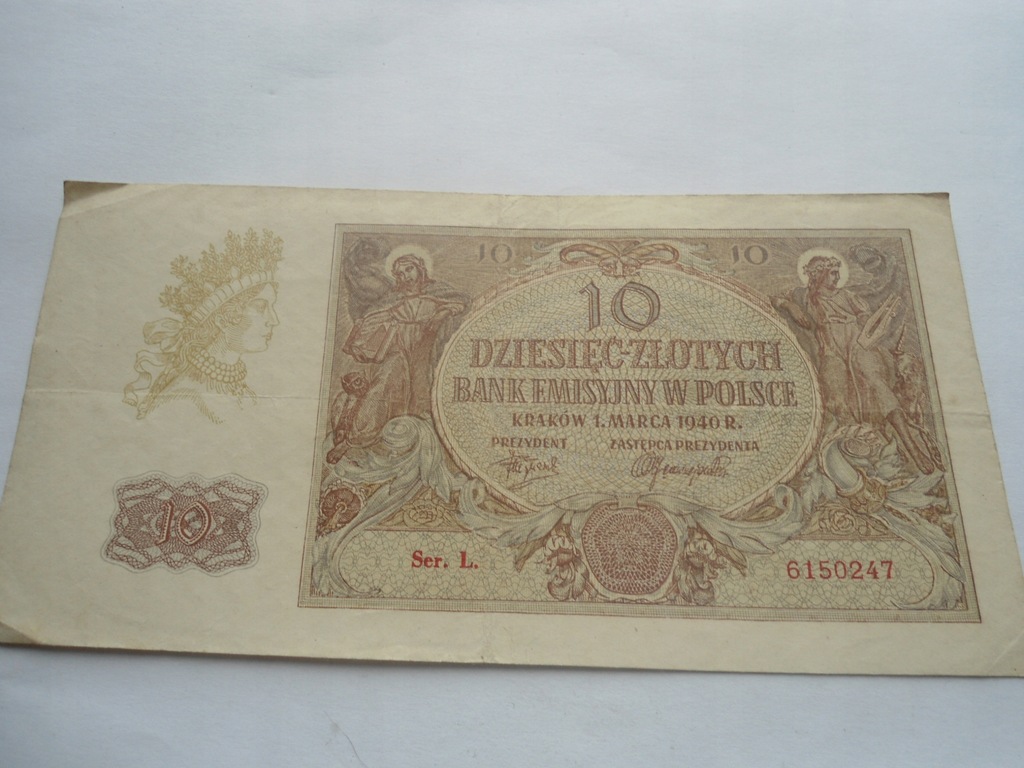 10 10
10
DZIESIĘĆ ZŁOTYCH
BANK EMISYJNY W POLSCE
KRAKÓW 1. MARCA 1940 R.
PREZYDENT ZASTĘPCA PREZYDENTA
10
Ser. L. 6150247